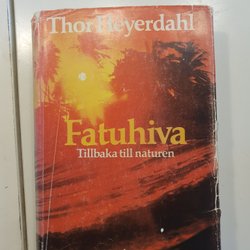 Thor Heyerdahl
Fatuhiva
Tillbaka till naturen